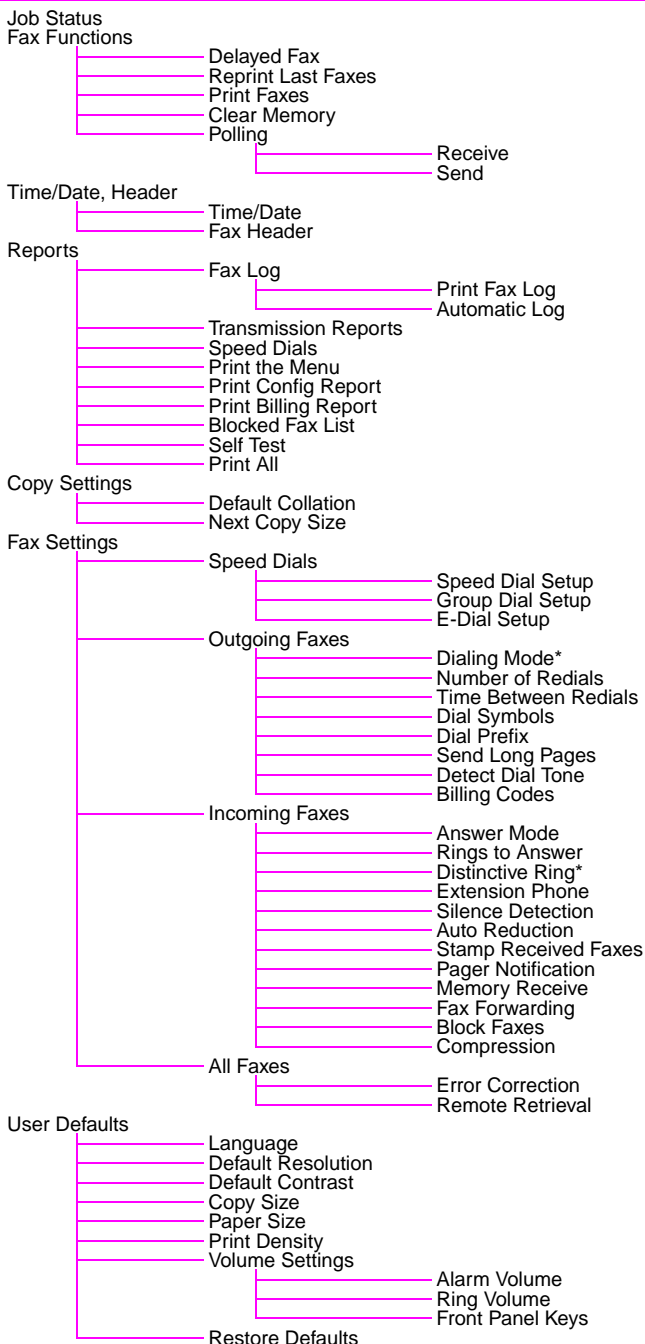 Job Status
Fax Functions
Delayed Fax
Reprint Last Faxes
Print Faxes
Clear Memory
Polling
Receive
Send
Time/Date, Header
Time/Date
Fax Header
Reports
Fax Log
Print Fax Log
Automatic Log
Transmission Reports
Speed Dials
Print the Menu
Print Config Report
Print Billing Report
Blocked Fax List
Self Test
Print All
Copy Settings
Default Collation
Next Copy Size
Fax Settings
Speed Dials
Speed Dial Setup
Group Dial Setup
E-Dial Setup
Outgoing Faxes
Dialing Mode*
Number of Redials
Time Between Redials
Dial Symbols
Dial Prefix
Send Long Pages
Detect Dial Tone
Billing Codes
Incoming Faxes
Answer Mode
Rings to Answer
Distinctive Ring*
Extension Phone
Silence Detection
Auto Reduction
Stamp Received Faxes
Pager Notification
Memory Receive
Fax Forwarding
Block Faxes
Compression
All Faxes
Error Correction
Remote Retrieval
User Defaults
Language
Default Resolution
Default Contrast
Copy Size
Paper Size
Print Density
Volume Settings
Alarm Volume
Ring Volume
Front Panel Keys
Restore Defaults